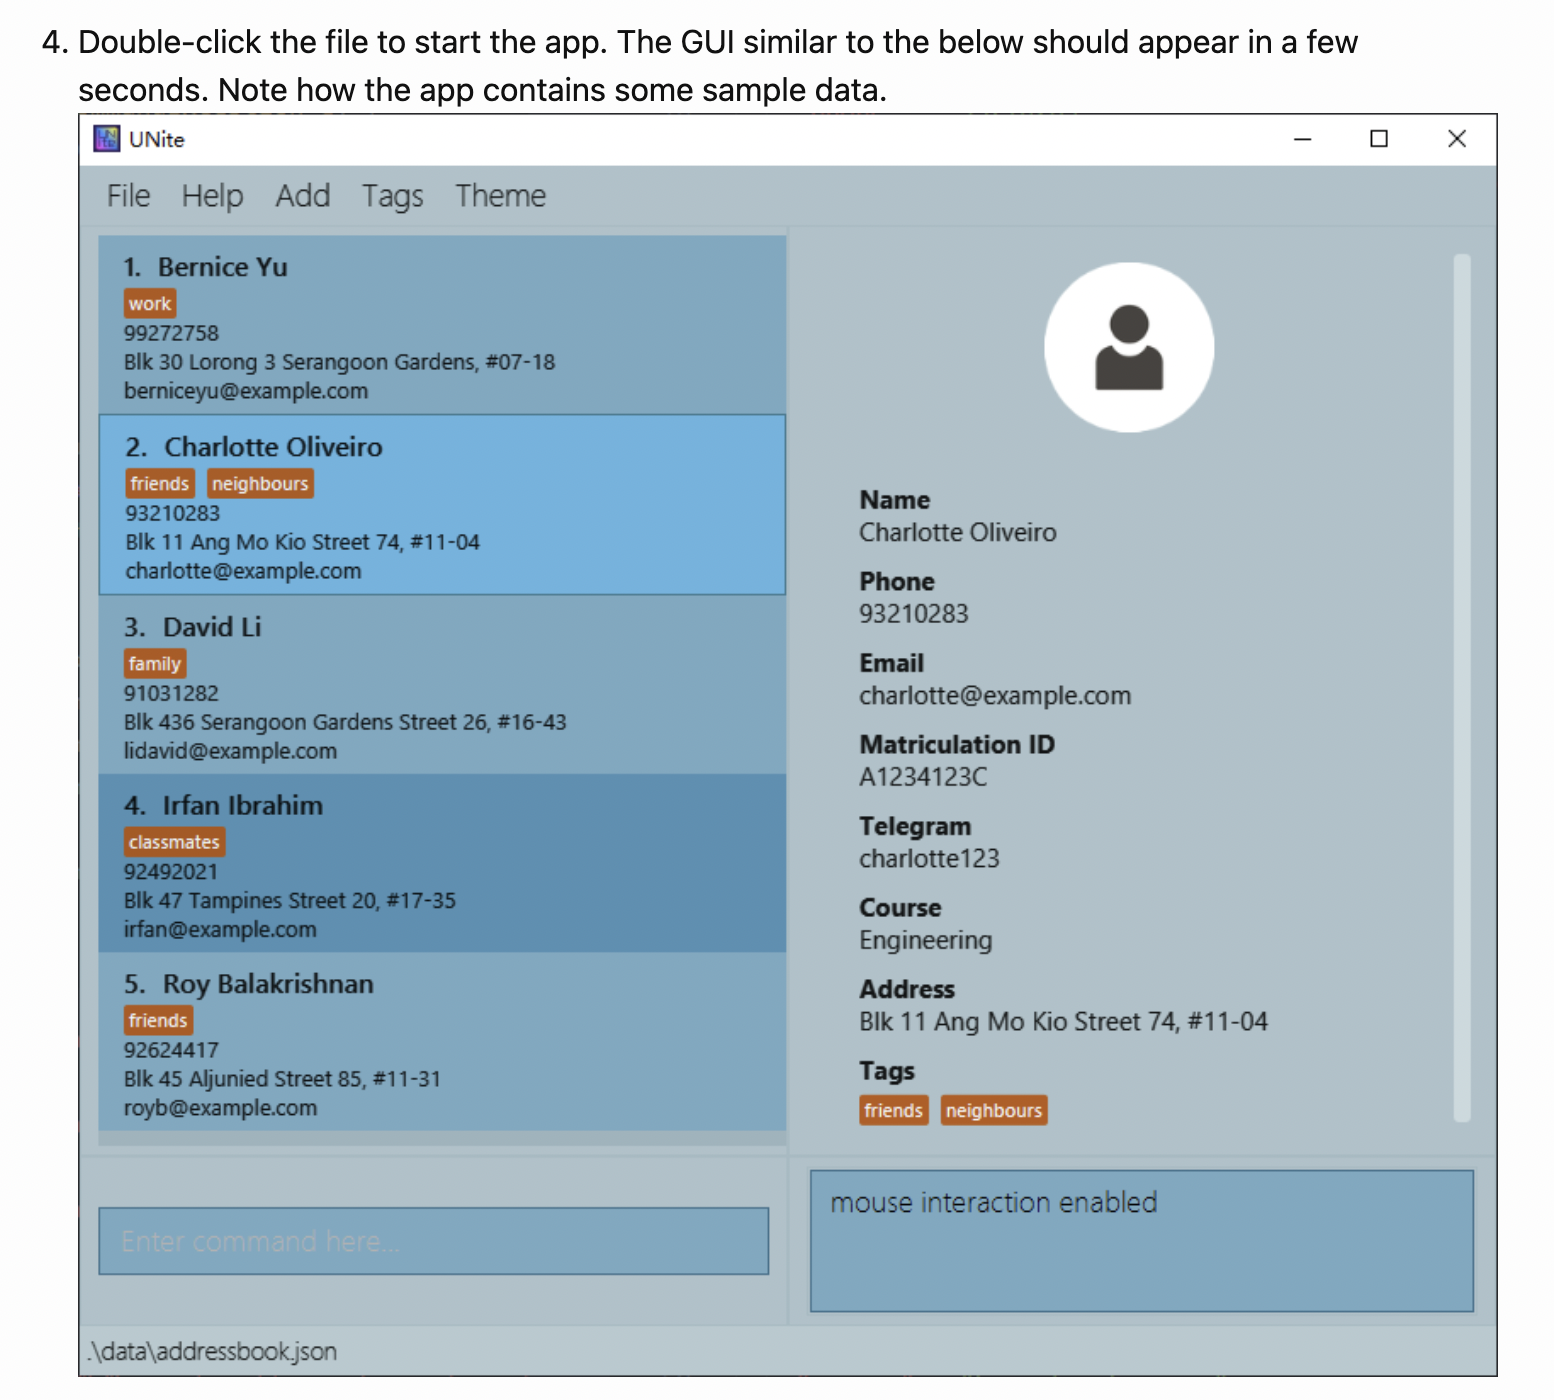 4. Double-click the file to start the app. The GUI similar to the below should appear in a few
seconds. Note how the app contains some sample data.
UNite
File Help Add Tags Theme
1. Bernice Yu
work
99272758
Blk 30 Lorong 3 Serangoon Gardens, #07-18
berniceyu@example.com
2. Charlotte Oliveiro
friends neighbours
93210283
Blk 11 Ang Mo Kio Street 74, #11-04
charlotte@example.com
3. David Li
family
91031282
Blk 436 Serangoon Gardens Street 26, #16-43
lidavid@example.com
4. Irfan Ibrahim
classmates
92492021
Blk 47 Tampines Street 20, #17-35
irfan@example.com
5. Roy Balakrishnan
friends
92624417
Blk 45 Aljunied Street 85, #11-31
royb@example.com
Name
Charlotte Oliveiro
Phone
93210283
Email
charlotte@example.com
Matriculation ID
A1234123C
Telegram
charlotte123
Course
Engineering
Address
Blk 11 Ang Mo Kio Street 74, #11-04
Tags
friends neighbours
Enter command here...
mouse interaction enabled
.\data\addressbook.json